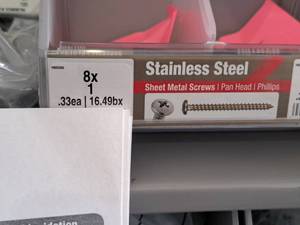 8x
1
.33ea | 16.49bx
Stainless Steel
Sheet Metal Screws | Pan Head | Phillips